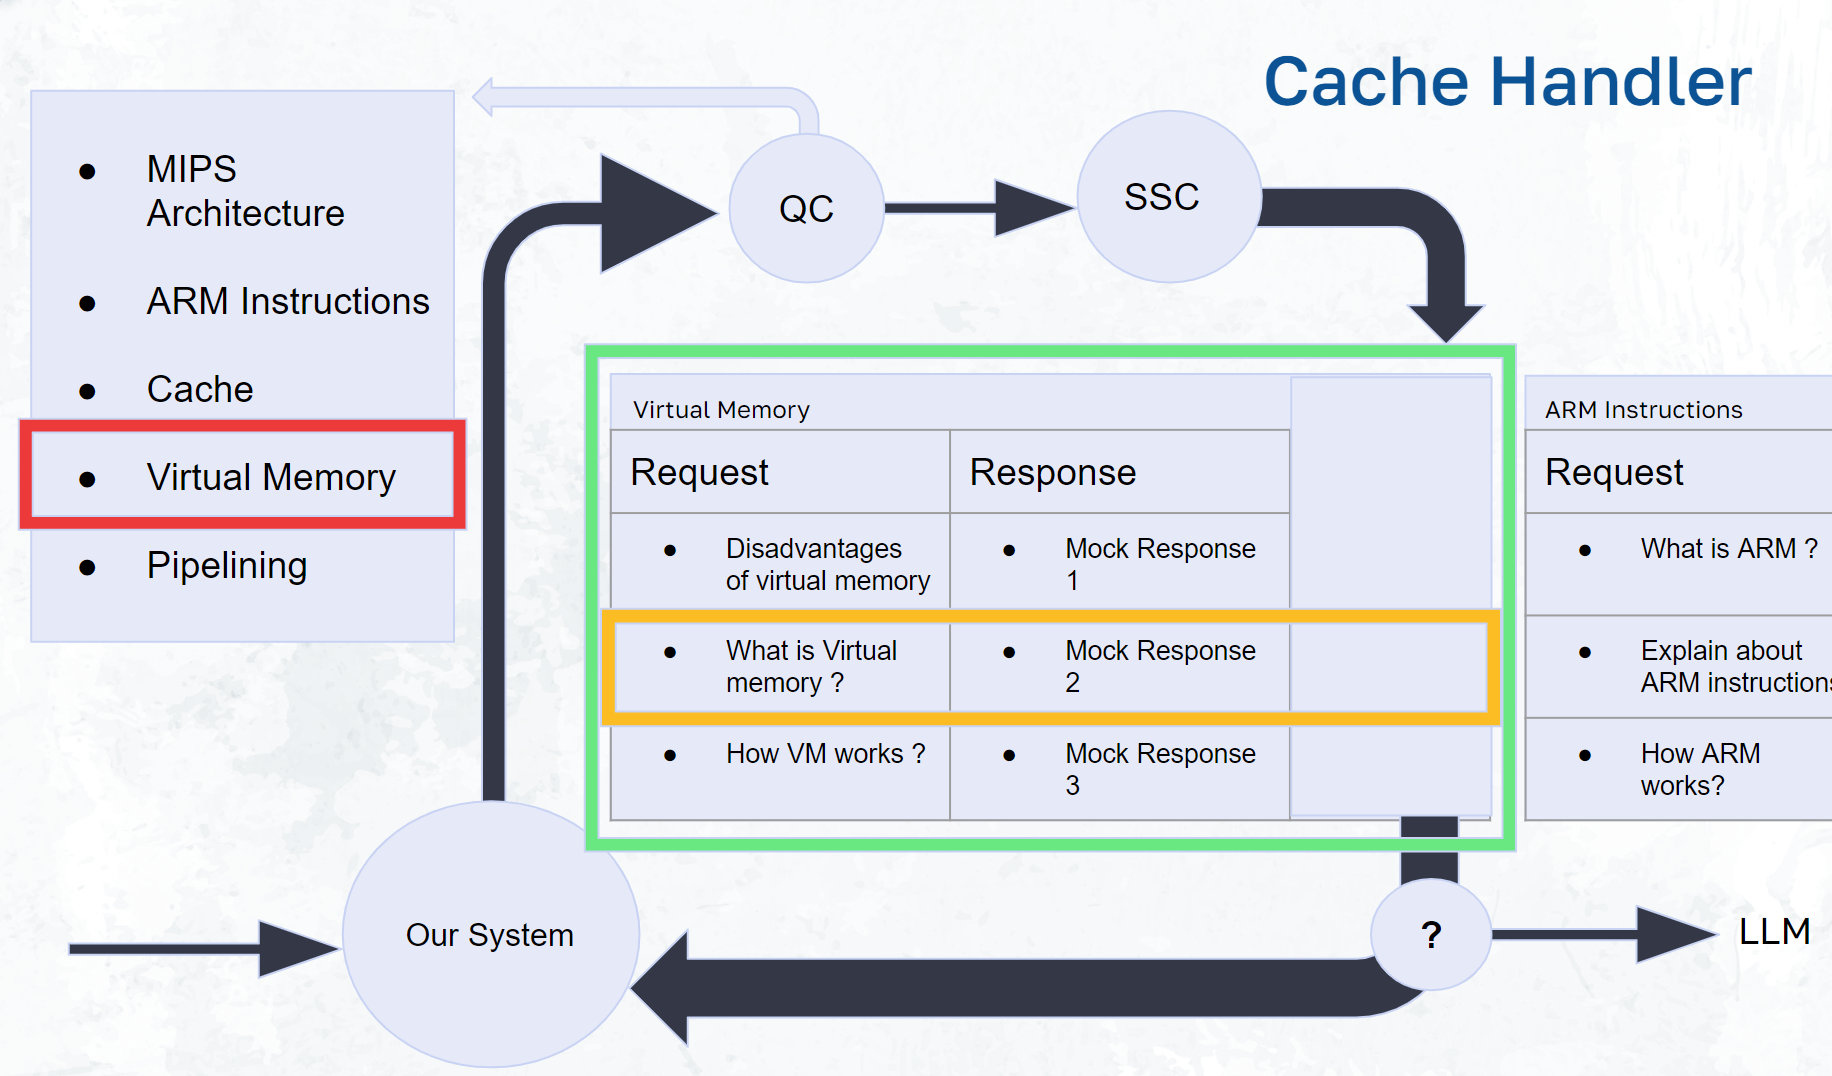 Cache Handler
● MIPS
Architecture
● ARM Instructions
● Cache
● Virtual Memory
● Pipelining
QC
SSC
Virtual Memory
Request Response
● Disadvantages
of virtual memory
● Mock Response
1
● What is Virtual
memory ?
● Mock Response
2
● How VM works ?
● Mock Response
3
ARM Instructions
Request
● What is ARM ?
● Explain about
ARM instructions
● How ARM
works?
Our System
?
LLM